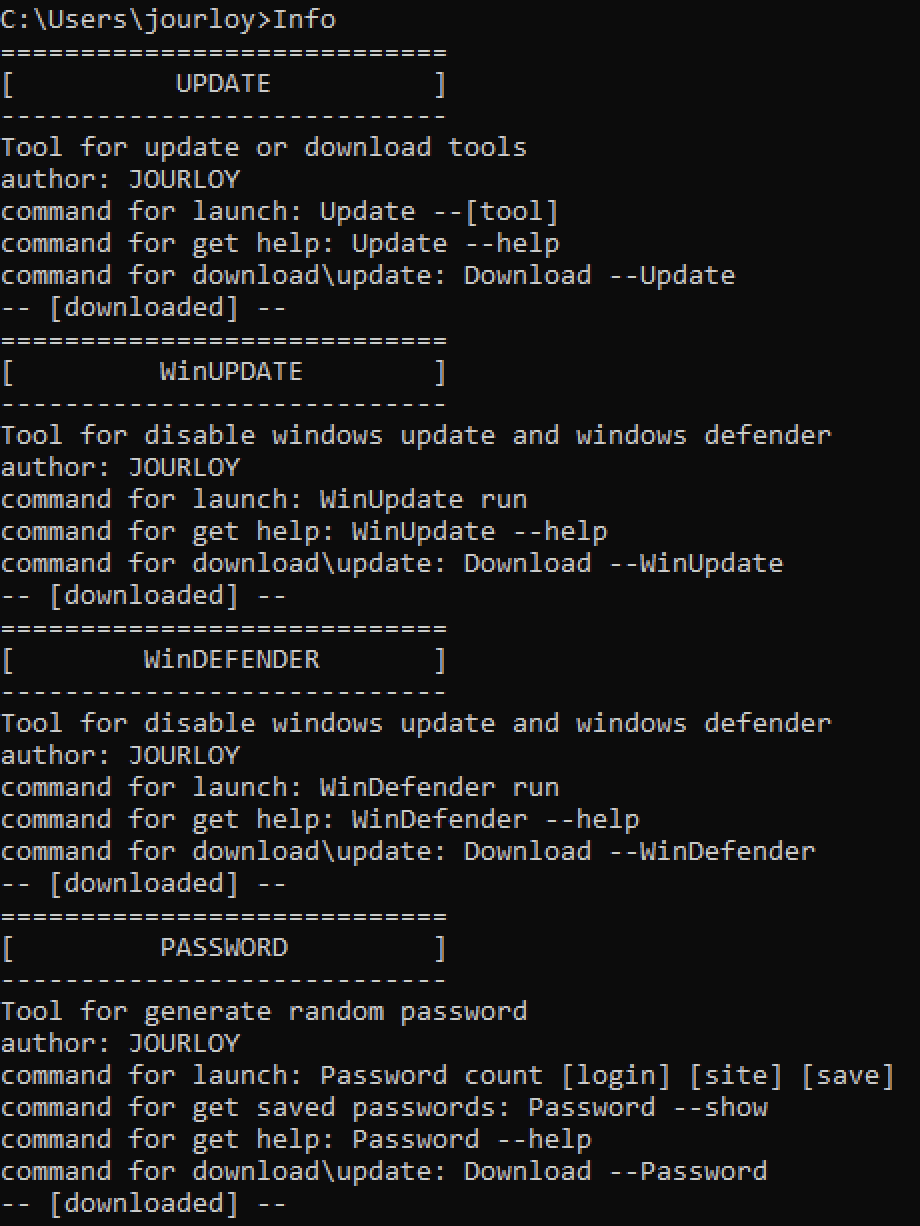 C:\Users\jourloy>Info
============================
[          UPDATE          ]
----------------------------
Tool for update or download tools
author: JOURLOY
command for launch: Update --[tool]
command for get help: Update --help
command for download\update: Download --Update
-- [downloaded] --
============================
[         WinUPDATE        ]
----------------------------
Tool for disable windows update and windows defender
author: JOURLOY
command for launch: WinUpdate run
command for get help: WinUpdate --help
command for download\update: Download --WinUpdate
-- [downloaded] --
============================
[        WinDEFENDER       ]
----------------------------
Tool for disable windows update and windows defender
author: JOURLOY
command for launch: WinDefender run
command for get help: WinDefender --help
command for download\update: Download --WinDefender
-- [downloaded] --
============================
[         PASSWORD         ]
----------------------------
Tool for generate random password
author: JOURLOY
command for launch: Password count [login] [site] [save]
command for get saved passwords: Password --show
command for get help: Password --help
command for download\update: Download --Password
-- [downloaded] --